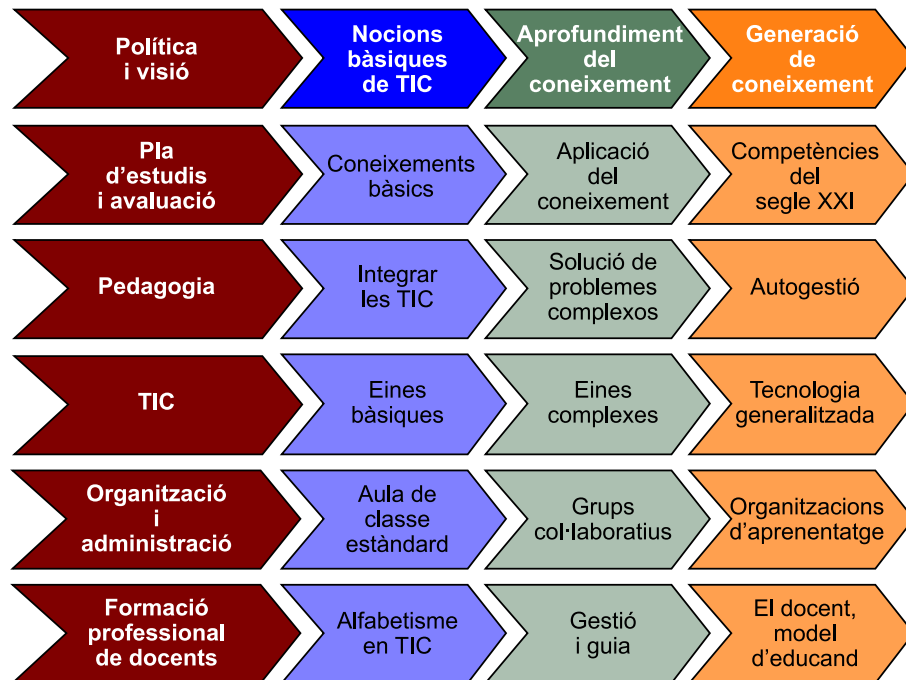 Política
i visió
Nocions
bàsiques
de TIC
Aprofundiment
del
coneixement
Generació
de
coneixement
Pla
d'estudis
i avaluació
Coneixements
bàsics
Aplicació
del
coneixement
Competències
del
segle XXI
Pedagogia
Integrar
les TIC
Solució de
problemes
complexos
Autogestió
TIC
Eines
bàsiques
Eines
complexes
Tecnologia
generalitzada
Organització
i
administració
Aula de
classe
estàndard
Grups
col·laboratius
Organitzacions
d'aprenentatge
Formació
professional
de docents
Alfabetisme
en TIC
Gestió
i guia
El docent,
model
d'educand